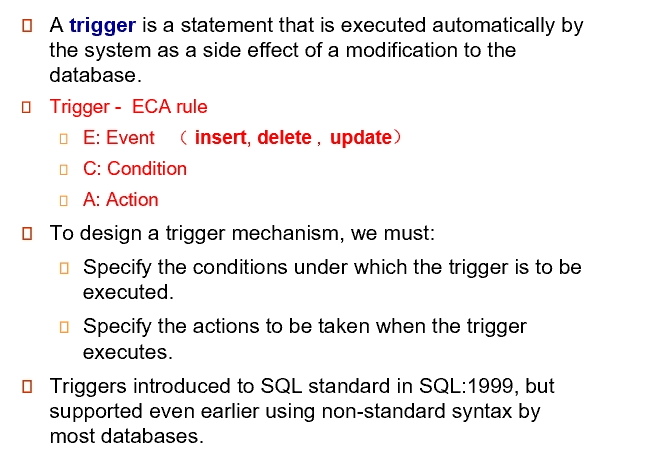 A trigger is a statement that is executed automatically by
the system as a side effect of a modification to the
database.
Trigger - ECA rule
E: Event （ insert, delete , update）
C: Condition
A: Action
To design a trigger mechanism, we must:
Specify the conditions under which the trigger is to be
executed.
Specify the actions to be taken when the trigger
executes.
Triggers introduced to SQL standard in SQL:1999, but
supported even earlier using non-standard syntax by
most databases.